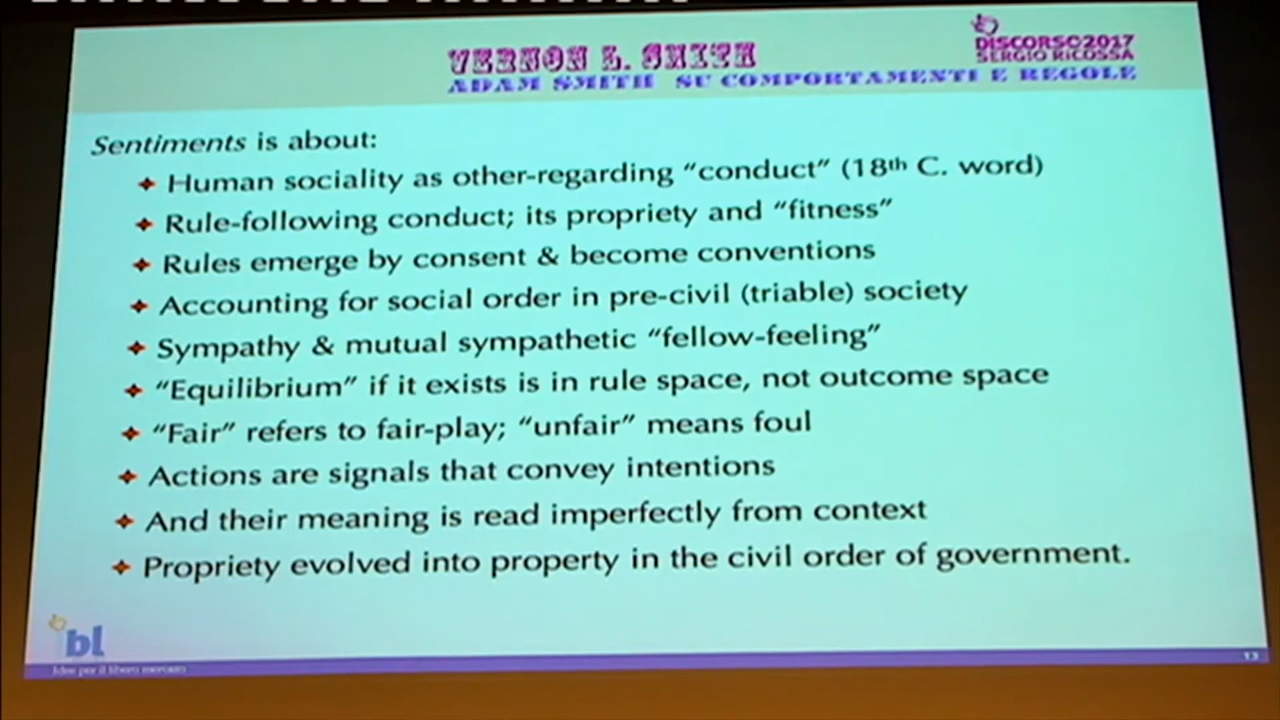 VERNON L. SMITH
DISCORSO2017
SERGIO RICOSSA
ADAM SMITH SU COMPORTAMENTI E REGOLE
Sentiments is about:
Human sociality as other-regarding “conduct” (18th C. word)
Rule-following conduct; its propriety and “fitness”
Rules emerge by consent & become conventions
Accounting for social order in pre-civil (triable) society
Sympathy & mutual sympathetic “fellow-feeling”
“Equilibrium” if it exists is in rule space, not outcome space
“Fair” refers to fair-play; “unfair” means foul
Actions are signals that convey intentions
And their meaning is read imperfectly from context
Propriety evolved into property in the civil order of government.
ibl
Idee per il libero mercato
13